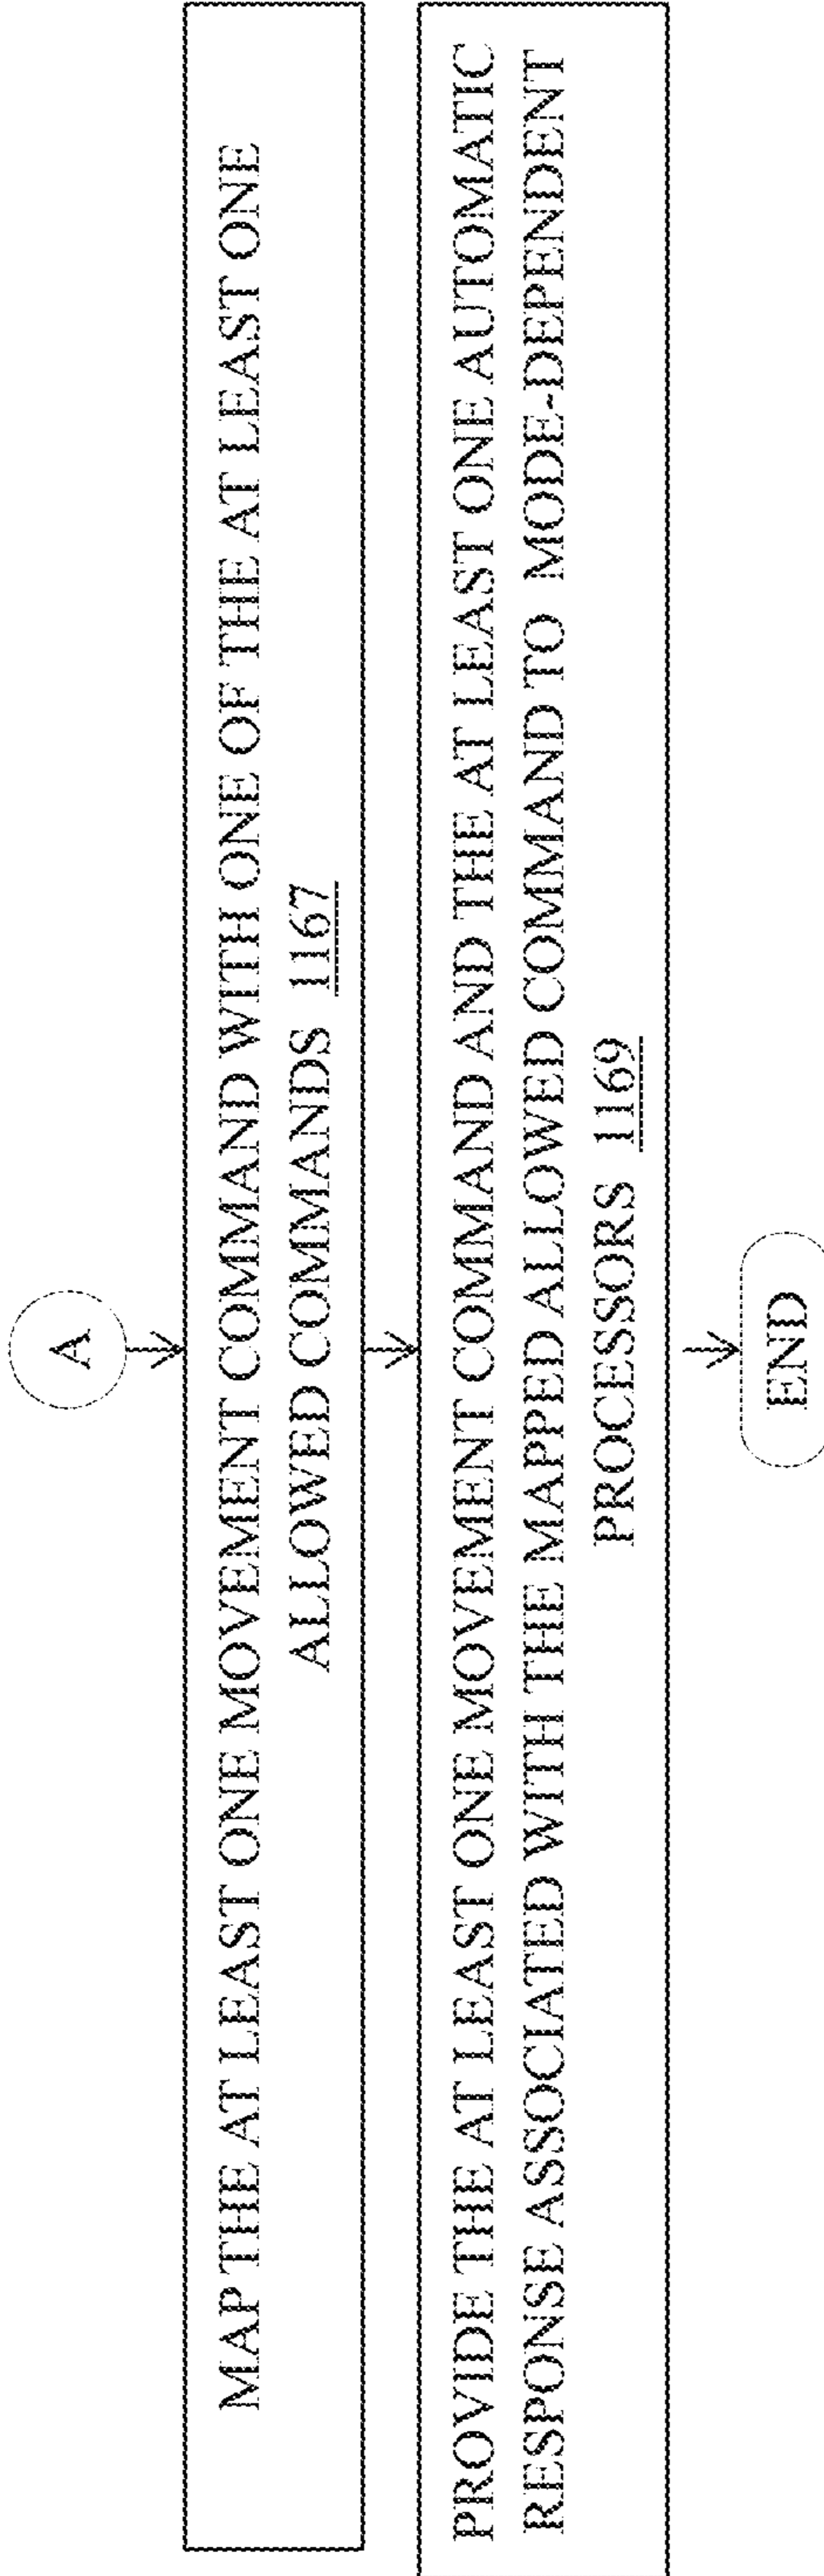 A
MAP THE AT LEAST ONE MOVEMENT COMMAND WITH ONE OF THE AT LEAST ONE
ALLOWED COMMANDS 1167
PROVIDE THE AT LEAST ONE MOVEMENT COMMAND AND THE AT LEAST ONE AUTOMATIC
RESPONSE ASSOCIATED WITH THE MAPPED ALLOWED COMMAND TO MODE-DEPENDENT
PROCESSORS 1169
END